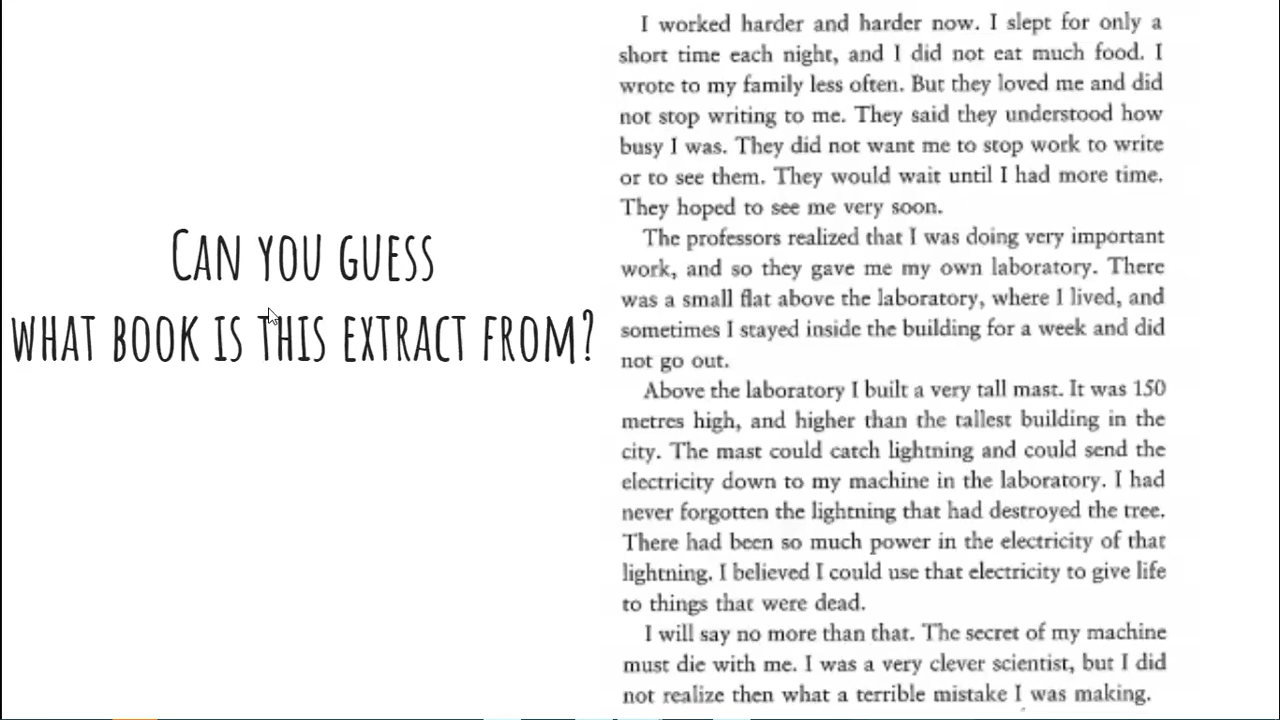 CAN YOU GUESS
WHAT BOOK IS THIS EXTRACT FROM?
I worked harder and harder now. I slept for only a
short time each night, and I did not eat much food. I
wrote to my family less often. But they loved me and did
not stop writing to me. They said they understood how
busy I was. They did not want me to stop work to write
or to see them. They would wait until I had more time.
They hoped to see me very soon.
The professors realized that I was doing very important
work, and so they gave me my own laboratory. There
was a small flat above the laboratory, where I lived, and
sometimes I stayed inside the building for a week and did
not go out.
Above the laboratory I built a very tall mast. It was 150
metres high, and higher than the tallest building in the
city. The mast could catch lightning and could send the
electricity down to my machine in the laboratory. I had
never forgotten the lightning that had destroyed the tree.
There had been so much power in the electricity of that
lightning. I believed I could use that electricity to give life
to things that were dead.
I will say no more than that. The secret of my machine
must die with me. I was a very clever scientist, but I did
not realize then what a terrible mistake I was making.